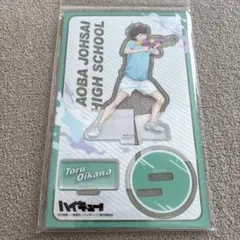 AOBA JOHSAI
HIGH SCHOOL
Toru
Oikawa
ハイキュー!!